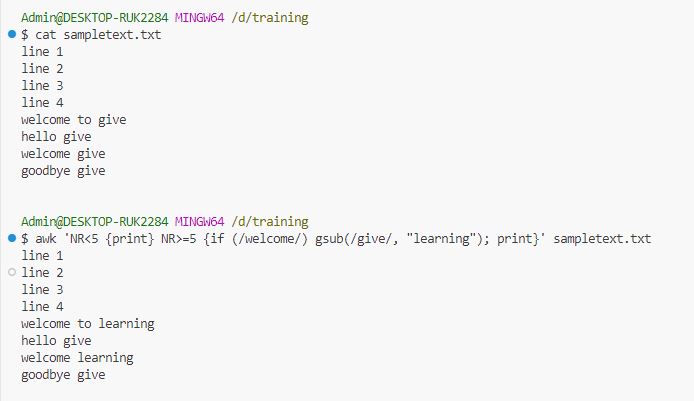 Admin@DESKTOP-RUK2284 MINGW64 /d/training
$ cat sampletext.txt
line 1
line 2
line 3
line 4
welcome to give
hello give
welcome give
goodbye give
Admin@DESKTOP-RUK2284 MINGW64 /d/training
$ awk 'NR<5 {print} NR>=5 {if (/welcome/) gsub(/give/, "learning"); print}' sampletext.txt
line 1
line 2
line 3
line 4
welcome to learning
hello give
welcome learning
goodbye give